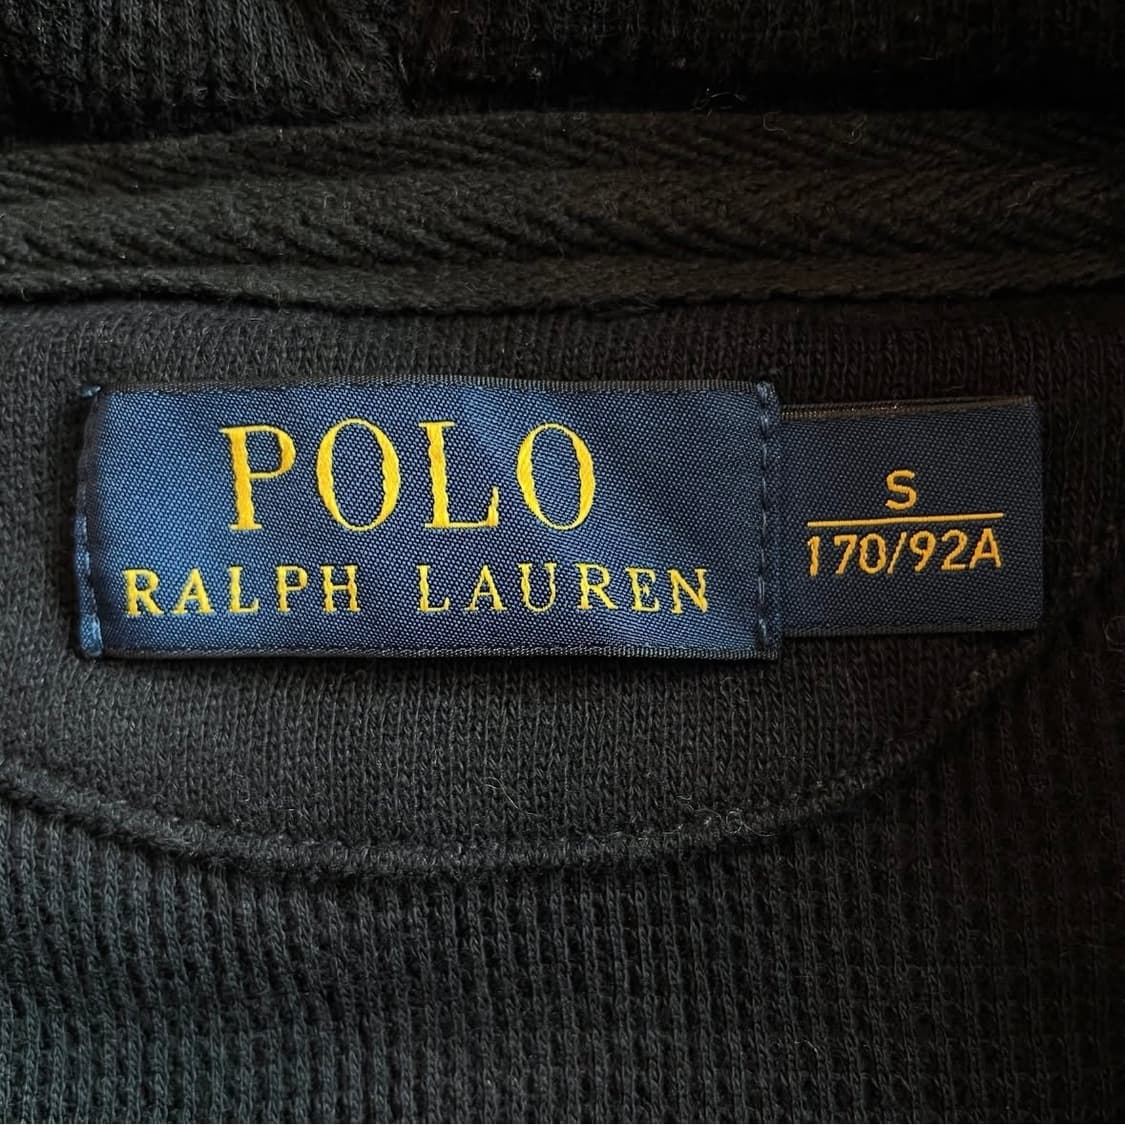 POLO
RALPH LAUREN
S
170/92A